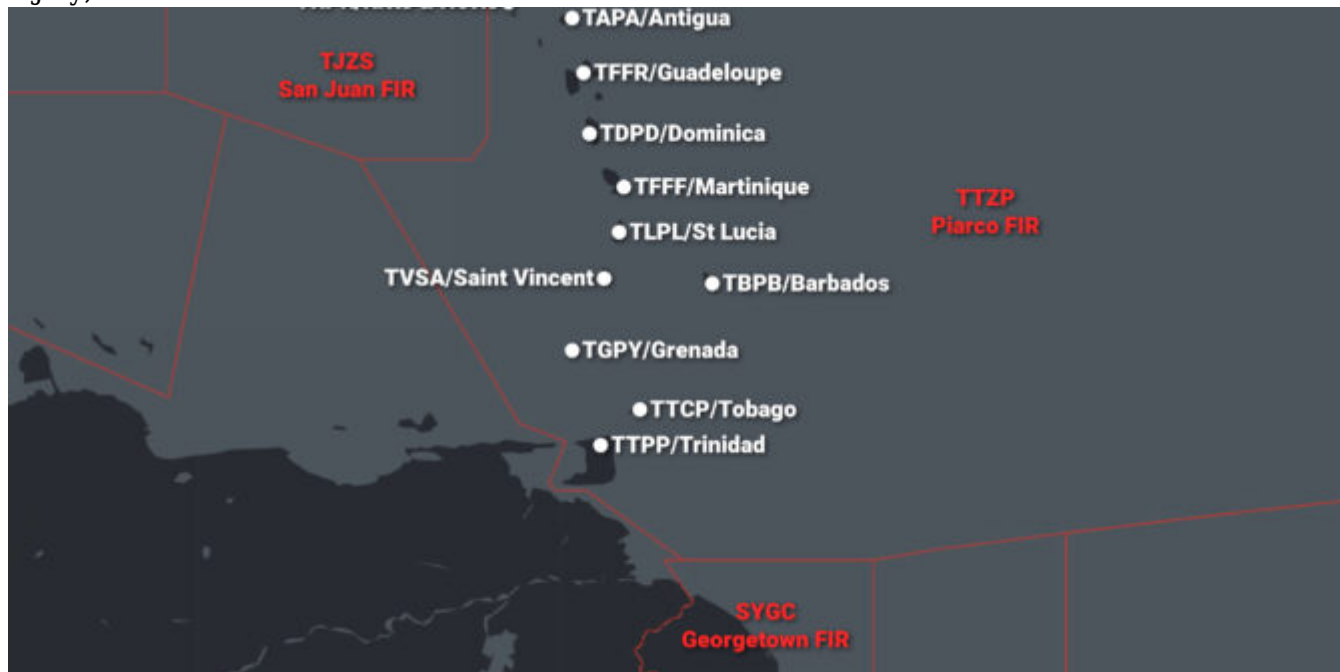 TAPA/Antigua
TJZS
San Juan FIR
TFFR/Guadeloupe
TDPD/Dominica
TFFF/Martinique
TTZP
Piarco FIR
TLPL/St Lucia
TVSA/Saint Vincent
TBPB/Barbados
TGPY/Grenada
TTCP/Tobago
TTPP/Trinidad
SYGC
Georgetown FIR